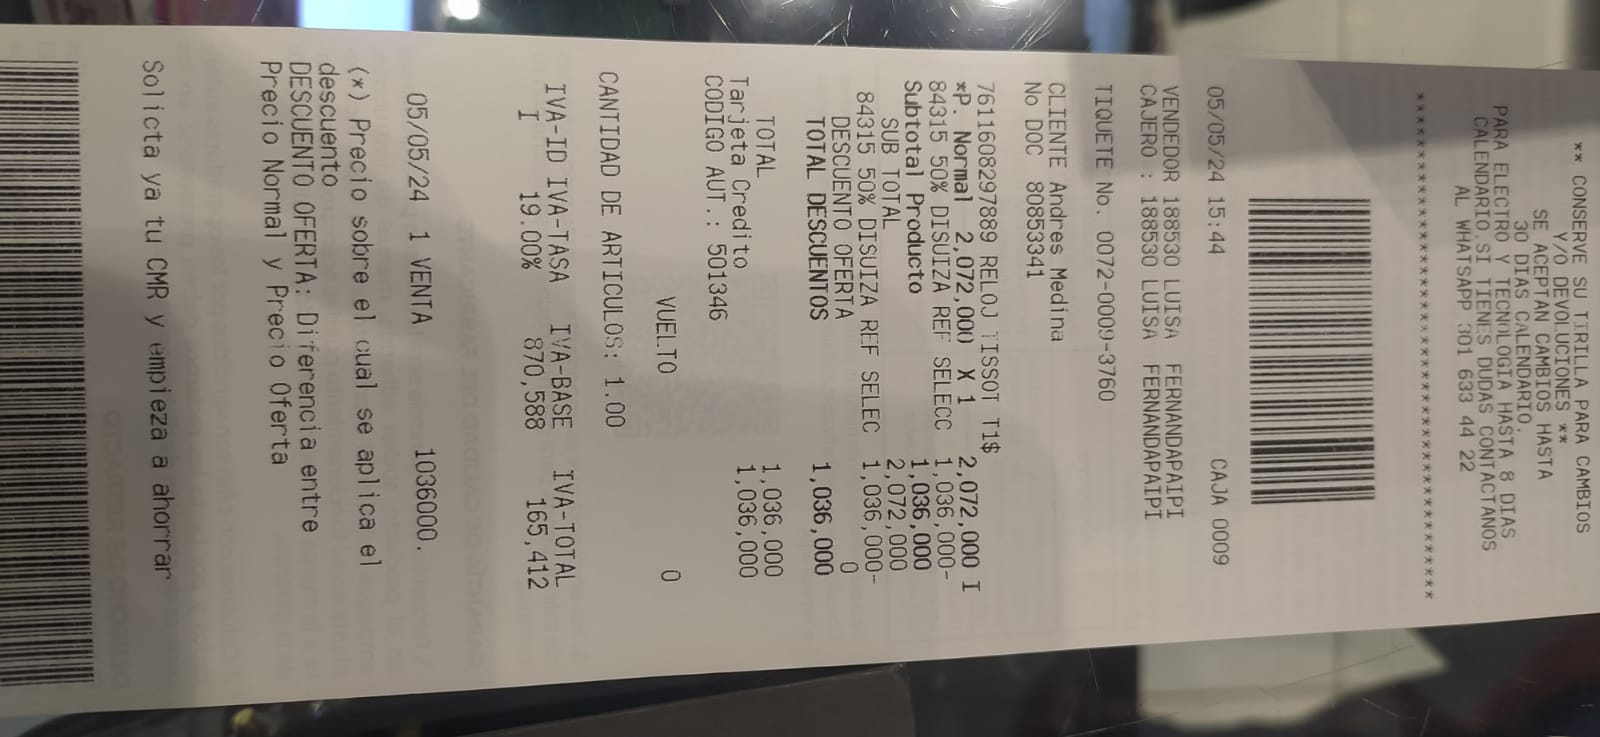 ** CONSERVE SU TIRILLA PARA CAMBIOS
Y/O DEVOLUCIONES **
SE ACEPTAN CAMBIOS HASTA
30 DIAS CALENDARIO.
PARA ELECTRO Y TECNOLOGIA HASTA 8 DIAS
CALENDARIO.SI TIENES DUDAS CONTACTANOS
AL WHATSAPP 301 633 44 22
****************************************
05/05/24 15:44 CAJA 0009
VENDEDOR 188530 LUISA FERNANDAPAIPI
CAJERO : 188530 LUISA FERNANDAPAIPI
TIQUETE No. 0072-0009-3760
CLIENTE Andres Medina
No DOC 80853341
7611608297889 RELOJ TISSOT T1$
*P. Normal 2,072,000 X 1 2,072,000 I
84315 50% DISUIZA REF SELECC 1,036,000-
Subtotal Producto 1,036,000
SUB TOTAL 2,072,000
84315 50% DISUIZA REF SELEC 1,036,000-
DESCUENTO OFERTA 0
TOTAL DESCUENTOS 1,036,000
TOTAL 1,036,000
Tarjeta Credito 1,036,000
CODIGO AUT.: 501346
VUELTO 0
CANTIDAD DE ARTICULOS: 1.00
IVA-ID IVA-TASA IVA-BASE IVA-TOTAL
I 19.00% 870,588 165,412
05/05/24 1 VENTA 1036000.
(*) Precio sobre el cual se aplica el
descuento
DESCUENTO OFERTA: Diferencia entre
Precio Normal y Precio Oferta
Solicta ya tu CMR y empieza a ahorrar